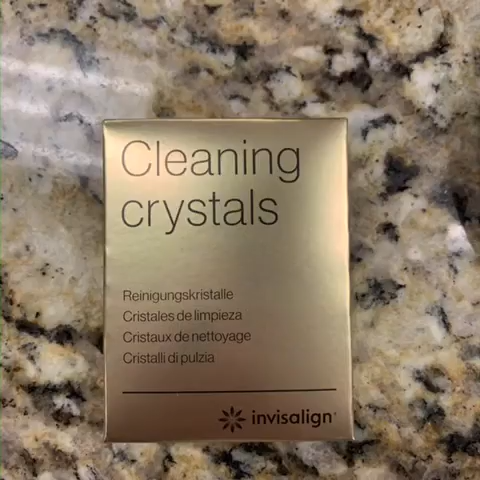 Cleaning
crystals
Reinigungskristalle
Cristales de limpieza
Cristaux de nettoyage
Cristalli di pulzia
invisalign